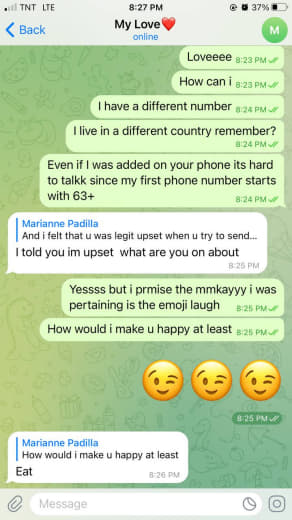 TNT LTE 8:27 PM 37%
Back My Love❤️ M
online
Loveeee 8:23 PM
How can i 8:23 PM
I have a different number 8:24 PM
I live in a different country remember?
8:24 PM
Even if I was added on your phone its hard
to talkk since my first phone number starts
with 63+ 8:24 PM
Marianne Padilla
And i felt that u was legit upset when u try to send...
I told you im upset what are you on about
8:25 PM
Yessss but i prmise the mmkayyy i was
pertaining is the emoji laugh 8:25 PM
How would i make u happy at least 8:25 PM
😉 😉 😉
8:25 PM
Marianne Padilla
How would i make u happy at least
Eat 8:26 PM
Message